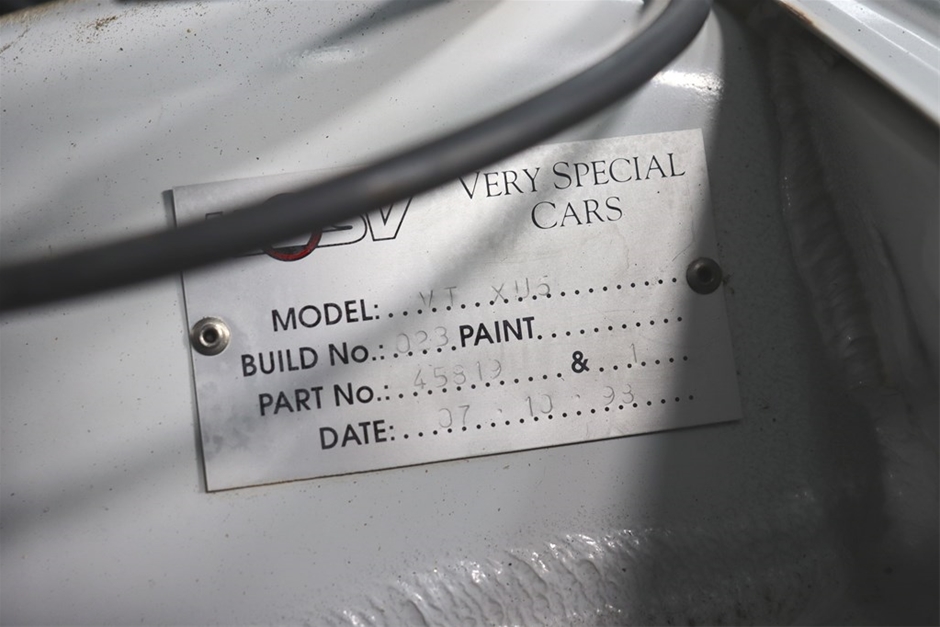 VERY SPECIAL
CARS
MODEL:....VT XU6....................
BUILD No.:.023.....PAINT...........
PART No.:..45819............&....1.....
DATE:....07 · 10 · 98............